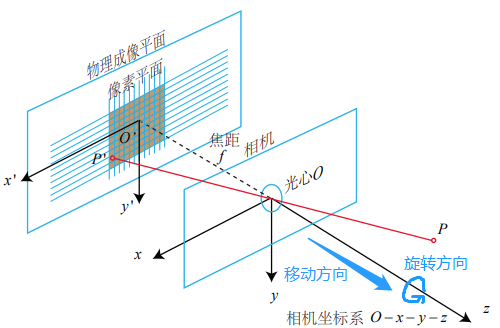 物理成像平面
像素平面
O'
P'
x'
y'
焦距
f
相机
光心O
P
x
y
移动方向
旋转方向
z
相机坐标系 O-x-y-z